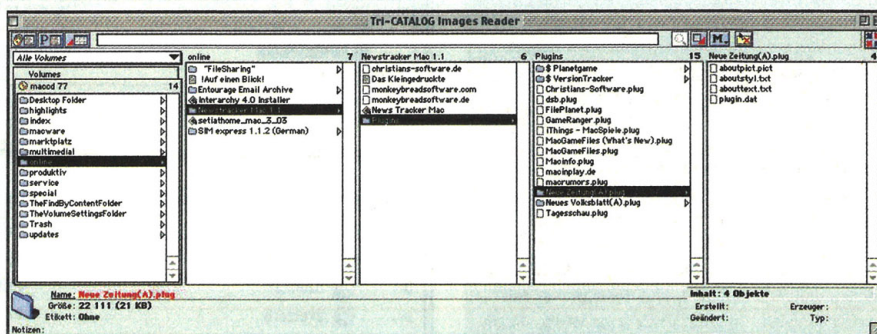 Tri-CATALOG Images Reader
Alle Volumes
Volumes
maccd 77 14
Desktop Folder
highlights
index
macware
marktplatz
multimedial
online
produktiv
service
special
TheFindByContentFolder
TheVolumeSettingsFolder
Trash
updates
online 7
"FileSharing"
!Auf einen Blick!
Entourage Email Archive
Interarchy 4.0 Installer
Newstracker Mac 1.1
setiathome_mac_3_03
SIM express 1.1.2 (German)
Newstracker Mac 1.1 6
christians-software.de
Das Kleingedruckte
monkeybreadsoftware.com
monkeybreadsoftware.de
News Tracker Mac
Plugins
Plugins 15
$ Planetgame
$ VersionTracker
Christians-Software.plug
dsb.plug
FilePlanet.plug
GameRanger.plug
iThings - MacSpiele.plug
MacGameFiles (What's New).plug
MacGameFiles.plug
Macinfo.plug
macinplay.de
macrumors.plug
Neue Zeitung(A).plug
Neues Volksblatt(A).plug
Tagesschau.plug
Neue Zeitung(A).plug 4
aboutpict.pict
aboutstyl.txt
abouttext.txt
plugin.dat
Name: Neue Zeitung(A).plug
Größe: 22 111 (21 KB)
Etikett: Ohne
Notizen:
Inhalt: 4 Objekte
Erstellt: Erzeuger:
Geändert: Typ: